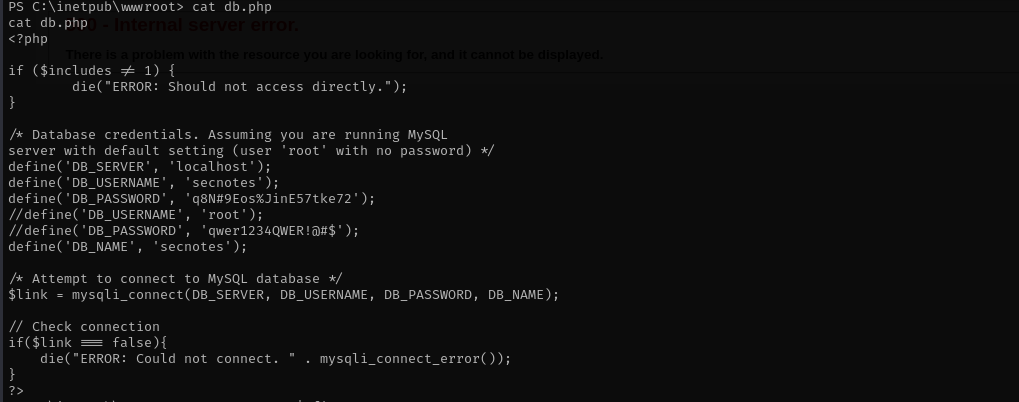 PS C:\inetpub\wwwroot> cat db.php
cat db.php
- Internal server error.
<?php
There is a problem with the resource you are looking for, and it cannot be displayed.
if ($includes ≠ 1) {
        die("ERROR: Should not access directly.");
}
/* Database credentials. Assuming you are running MySQL
server with default setting (user 'root' with no password) */
define('DB_SERVER', 'localhost');
define('DB_USERNAME', 'secnotes');
define('DB_PASSWORD', 'q8N#9Eos%JinE57tke72');
//define('DB_USERNAME', 'root');
//define('DB_PASSWORD', 'qwer1234QWER!@#$');
define('DB_NAME', 'secnotes');
/* Attempt to connect to MySQL database */
$link = mysqli_connect(DB_SERVER, DB_USERNAME, DB_PASSWORD, DB_NAME);
// Check connection
if($link === false){
    die("ERROR: Could not connect. " . mysqli_connect_error());
}
?>